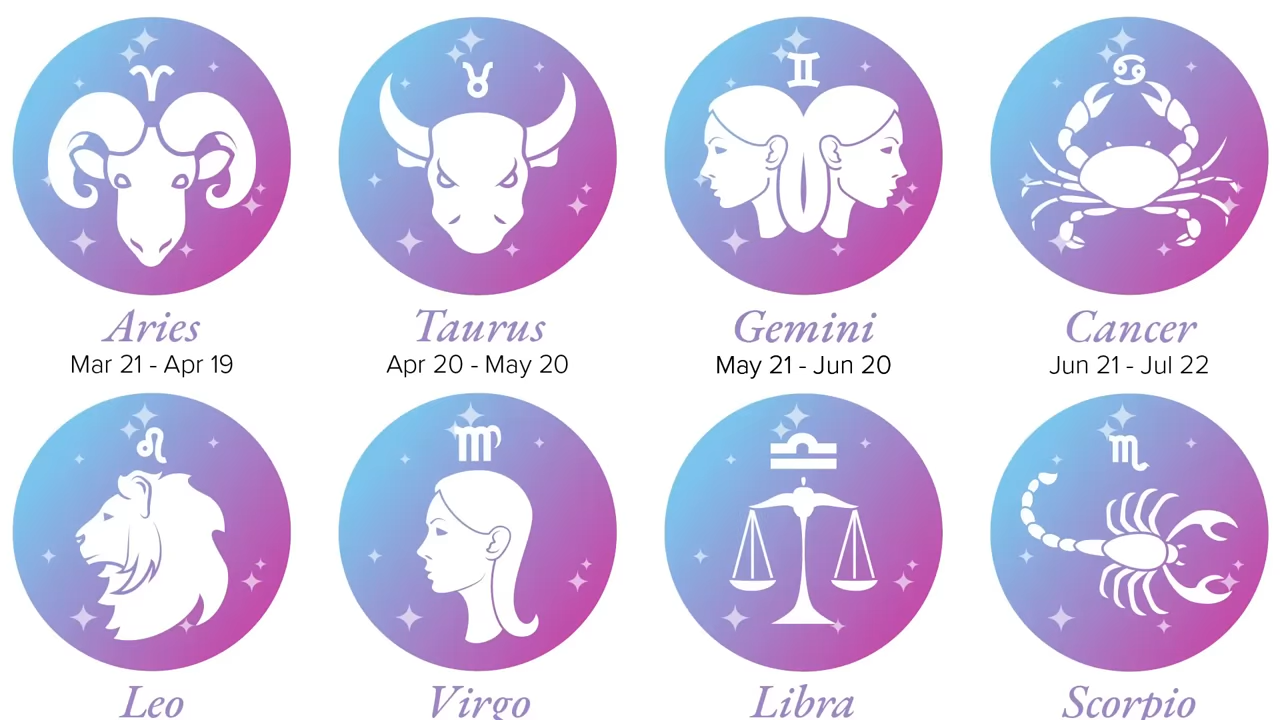 ♈ ♉ ♊ ♋
Aries Taurus Gemini Cancer
Mar 21 - Apr 19 Apr 20 - May 20 May 21 - Jun 20 Jun 21 - Jul 22
♌ ♍ ♎ ♏
Leo Virgo Libra Scorpio